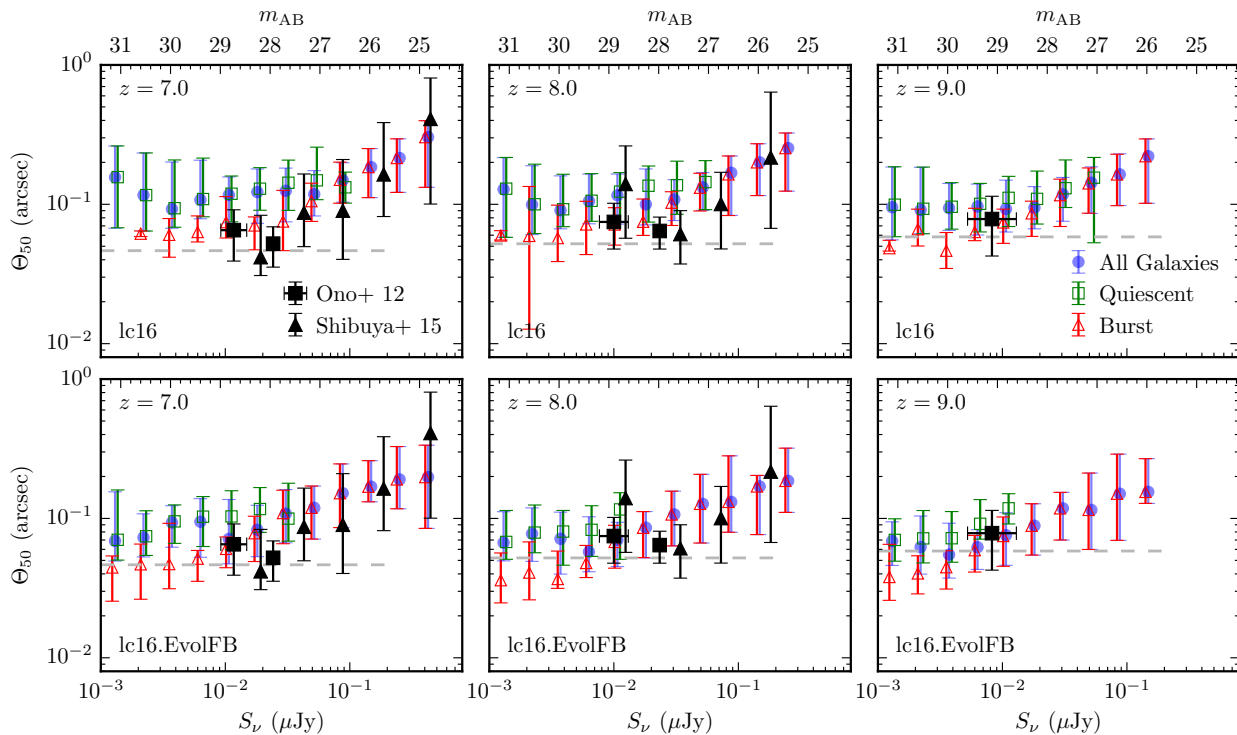 m_AB m_AB m_AB
31 30 29 28 27 26 25 31 30 29 28 27 26 25 31 30 29 28 27 26 25
10^0
z = 7.0 z = 8.0 z = 9.0
Θ_50 (arcsec)
10^−1
All Galaxies
Ono+ 12 Quiescent
Shibuya+ 15 Burst
lc16 lc16 lc16
10^−2
10^0
z = 7.0 z = 8.0 z = 9.0
Θ_50 (arcsec)
10^−1
lc16.EvolFB lc16.EvolFB lc16.EvolFB
10^−2
10^−3 10^−2 10^−1 10^−3 10^−2 10^−1 10^−3 10^−2 10^−1
S_ν (μJy) S_ν (μJy) S_ν (μJy)